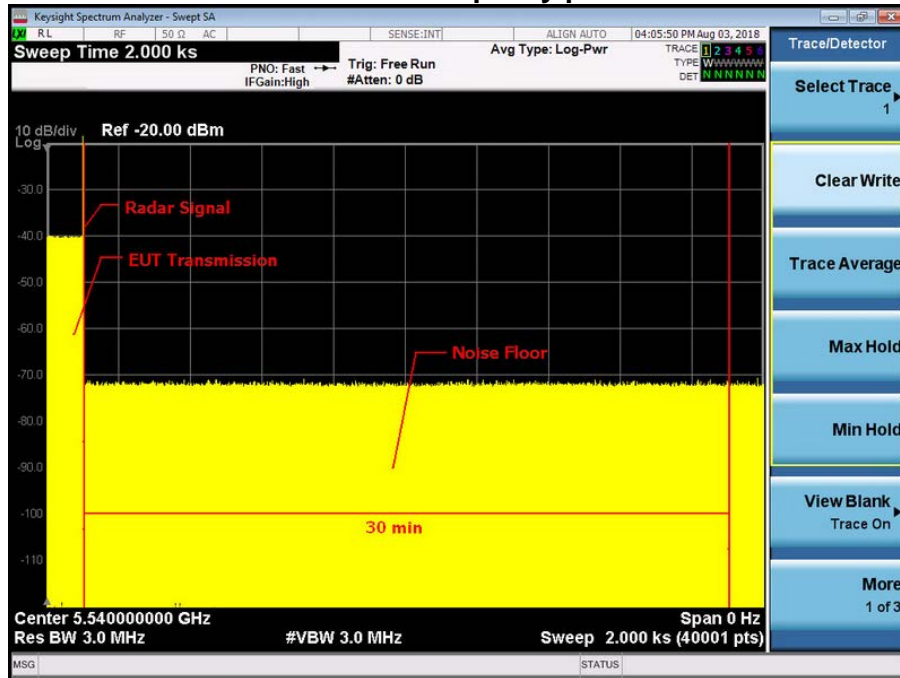 Keysight Spectrum Analyzer - Swept SA
LXI RL RF 50 Ω AC SENSE:INT ALIGN AUTO 04:05:50 PM Aug 03, 2018
Sweep Time 2.000 ks
PNO: Fast
IFGain:High
Trig: Free Run
#Atten: 0 dB
Avg Type: Log-Pwr
TRACE 1 2 3 4 5 6
TYPE WWWWWW
DET N N N N N N
10 dB/div Ref -20.00 dBm
Log
-30.0
-40.0
-50.0
-60.0
-70.0
-80.0
-90.0
-100
-110
Radar Signal
EUT Transmission
Noise Floor
30 min
Center 5.540000000 GHz Span 0 Hz
Res BW 3.0 MHz #VBW 3.0 MHz Sweep 2.000 ks (40001 pts)
MSG STATUS
Trace/Detector
Select Trace
1
Clear Write
Trace Average
Max Hold
Min Hold
View Blank
Trace On
More
1 of 3